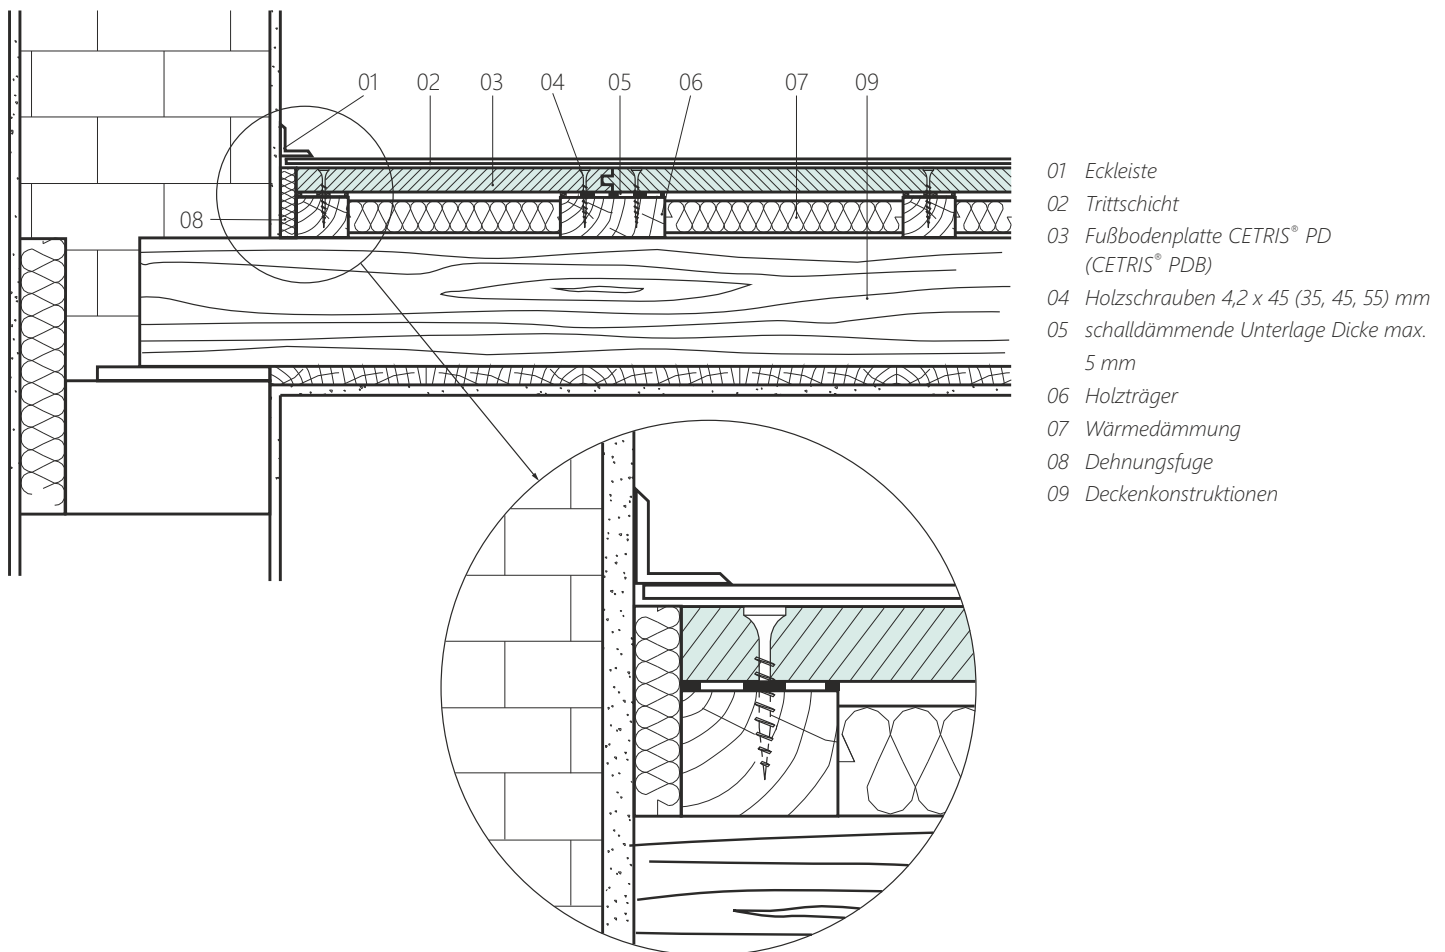 01 02 03 04 05 06 07 09
08
01 Eckleiste
02 Trittschicht
03 Fußbodenplatte CETRIS® PD
(CETRIS® PDB)
04 Holzschrauben 4,2 x 45 (35, 45, 55) mm
05 schalldämmende Unterlage Dicke max.
5 mm
06 Holzträger
07 Wärmedämmung
08 Dehnungsfuge
09 Deckenkonstruktionen